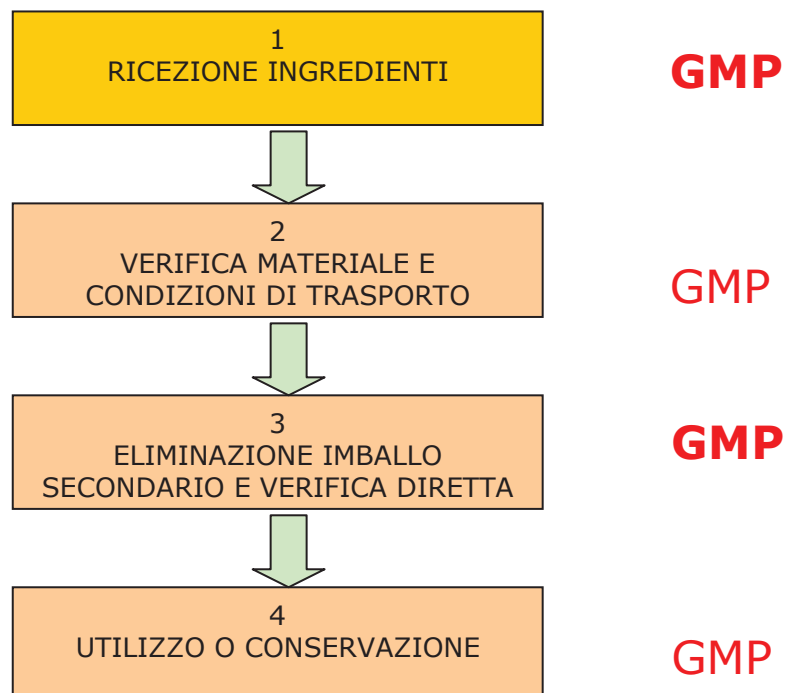 1
RICEZIONE INGREDIENTI
GMP
2
VERIFICA MATERIALE E
CONDIZIONI DI TRASPORTO
GMP
3
ELIMINAZIONE IMBALLO
SECONDARIO E VERIFICA DIRETTA
GMP
4
UTILIZZO O CONSERVAZIONE
GMP